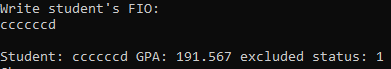 Write student's FIO:
ccccccd
Student: ccccccd GPA: 191.567 excluded status: 1